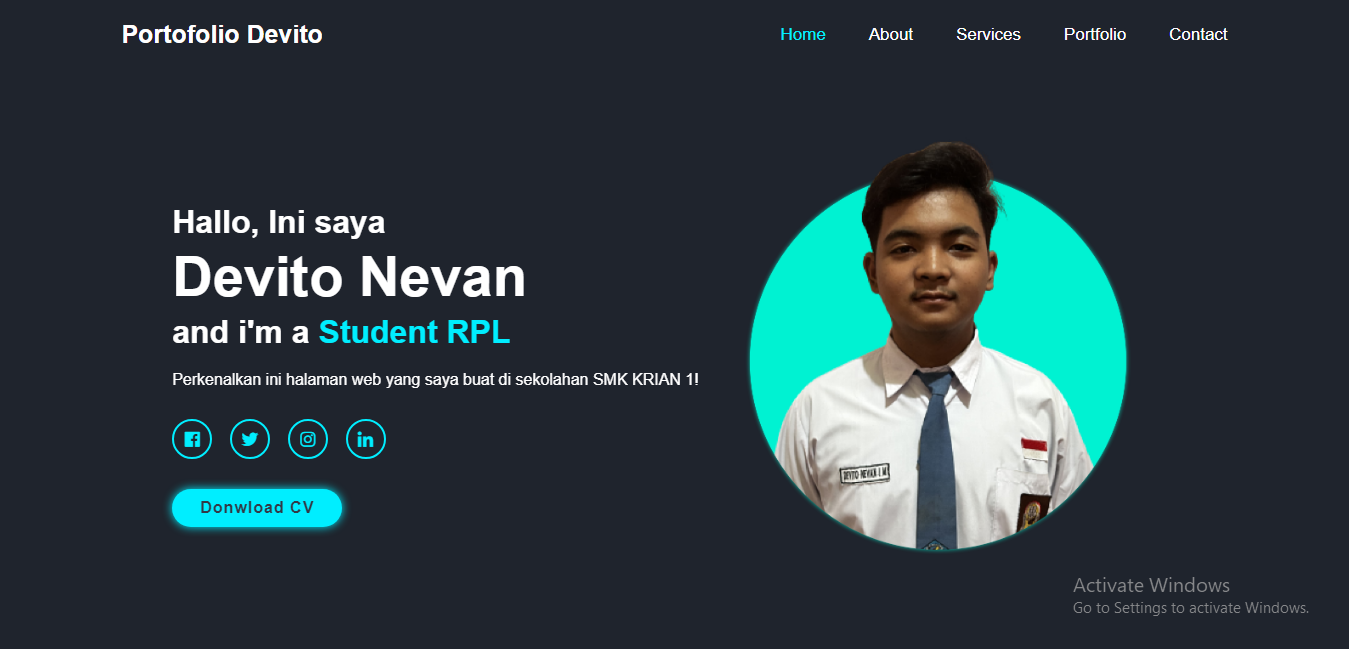 Portofolio Devito
Home About Services Portfolio Contact
Hallo, Ini saya
Devito Nevan
and i'm a Student RPL
Perkenalkan ini halaman web yang saya buat di sekolahan SMK KRIAN 1!
Donwload CV
DEVITO NEVAN J.M
Activate Windows
Go to Settings to activate Windows.